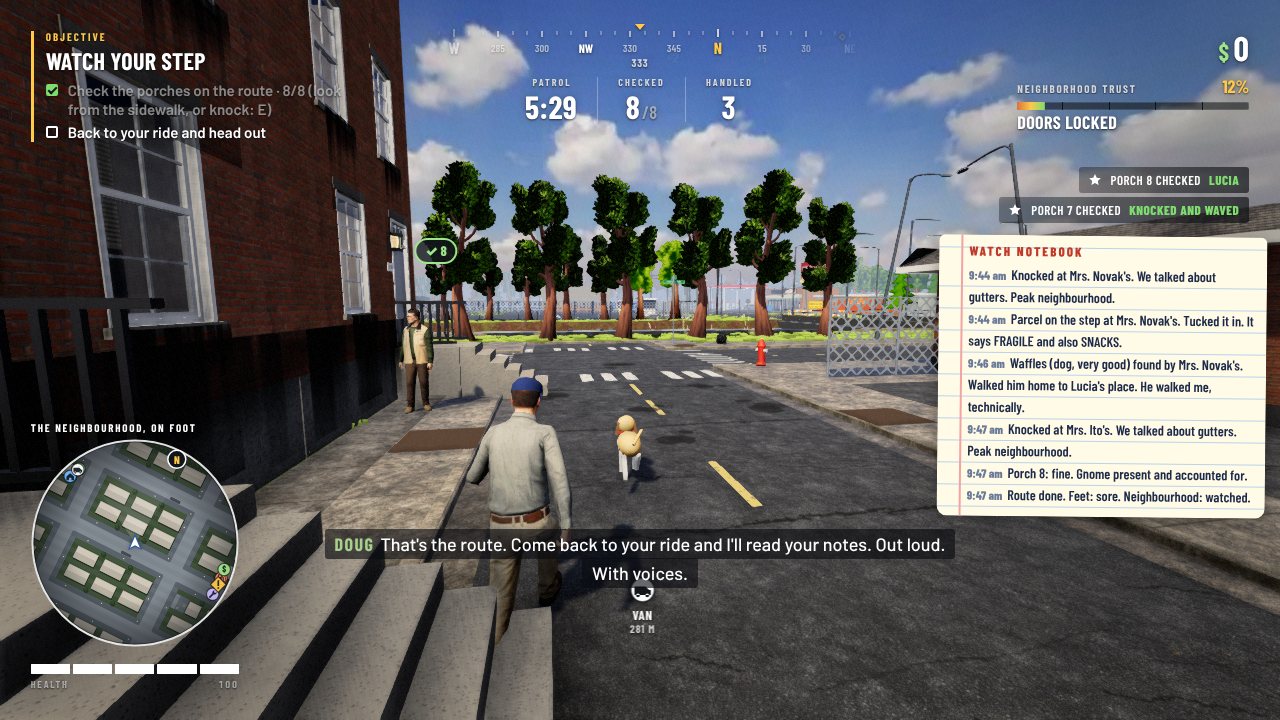 OBJECTIVE
WATCH YOUR STEP
Check the porches on the route · 8/8 (look
from the sidewalk, or knock: E)
Back to your ride and head out
W 285 300 NW 330 345 N 15 30 NE
333
PATROL CHECKED HANDLED
5:29 8/8 3
$0
NEIGHBORHOOD TRUST 12%
DOORS LOCKED
PORCH 8 CHECKED LUCIA
PORCH 7 CHECKED KNOCKED AND WAVED
8
WATCH NOTEBOOK
9:44 am Knocked at Mrs. Novak's. We talked about
gutters. Peak neighbourhood.
9:44 am Parcel on the step at Mrs. Novak's. Tucked it in. It
says FRAGILE and also SNACKS.
9:46 am Waffles (dog, very good) found by Mrs. Novak's.
Walked him home to Lucia's place. He walked me,
technically.
9:47 am Knocked at Mrs. Ito's. We talked about gutters.
Peak neighbourhood.
9:47 am Porch 8: fine. Gnome present and accounted for.
9:47 am Route done. Feet: sore. Neighbourhood: watched.
THE NEIGHBOURHOOD, ON FOOT
N
$
DOUG That's the route. Come back to your ride and I'll read your notes. Out loud.
With voices.
VAN
281 M
HEALTH 100